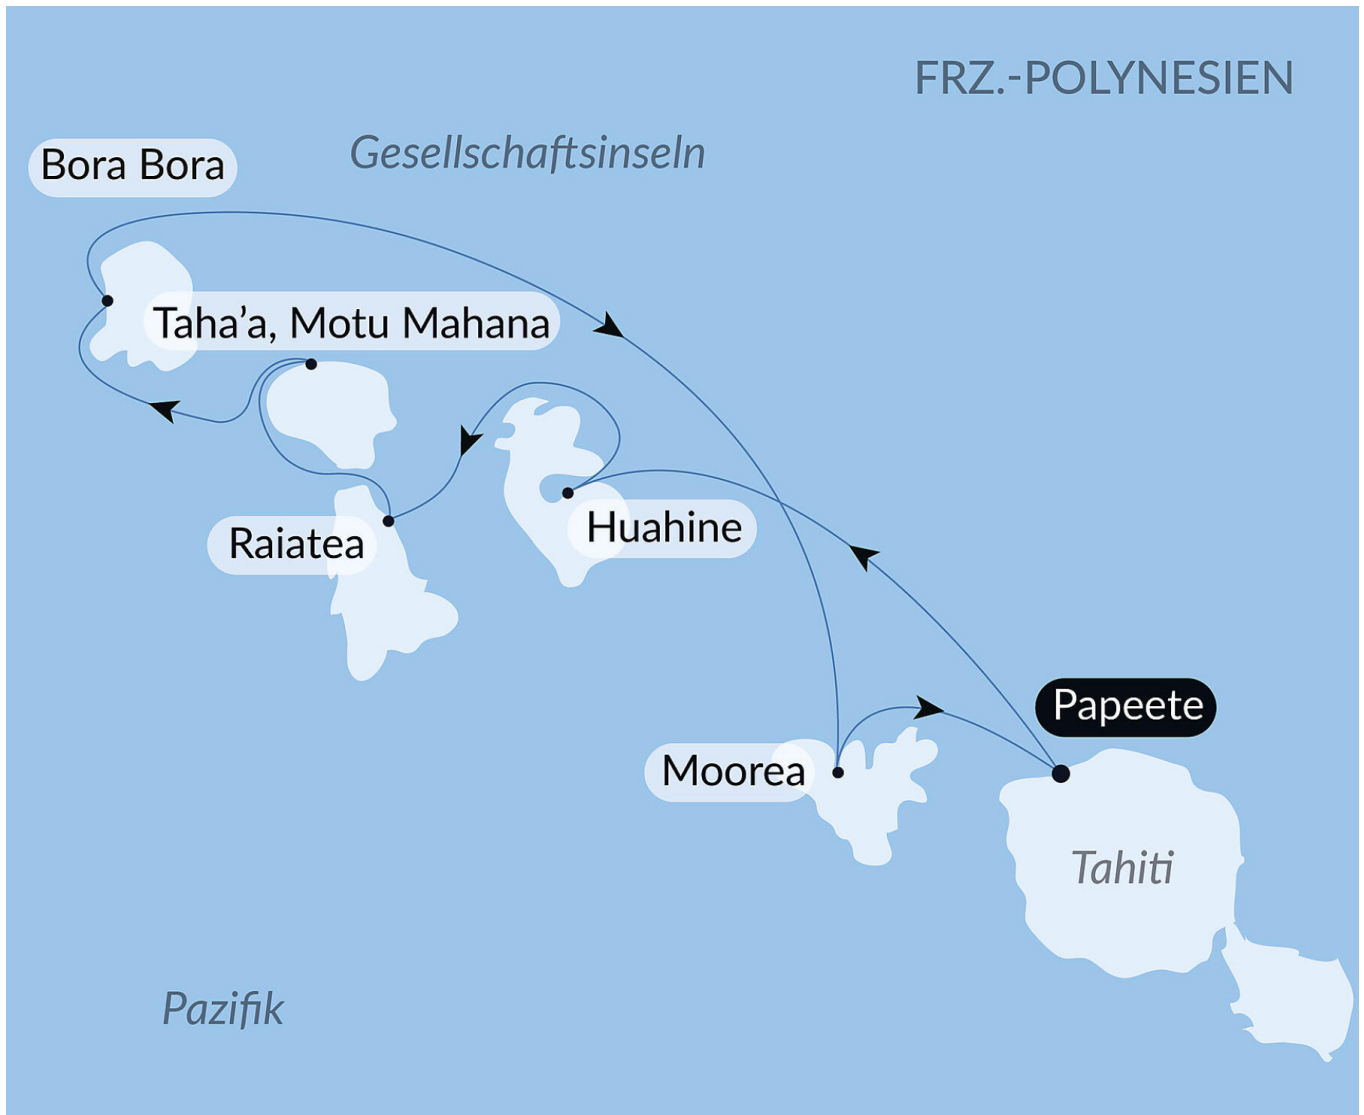 FRZ.-POLYNESIEN
Gesellschaftsinseln
Bora Bora
Taha’a, Motu Mahana
Huahine
Raiatea
Papeete
Moorea
Tahiti
Pazifik